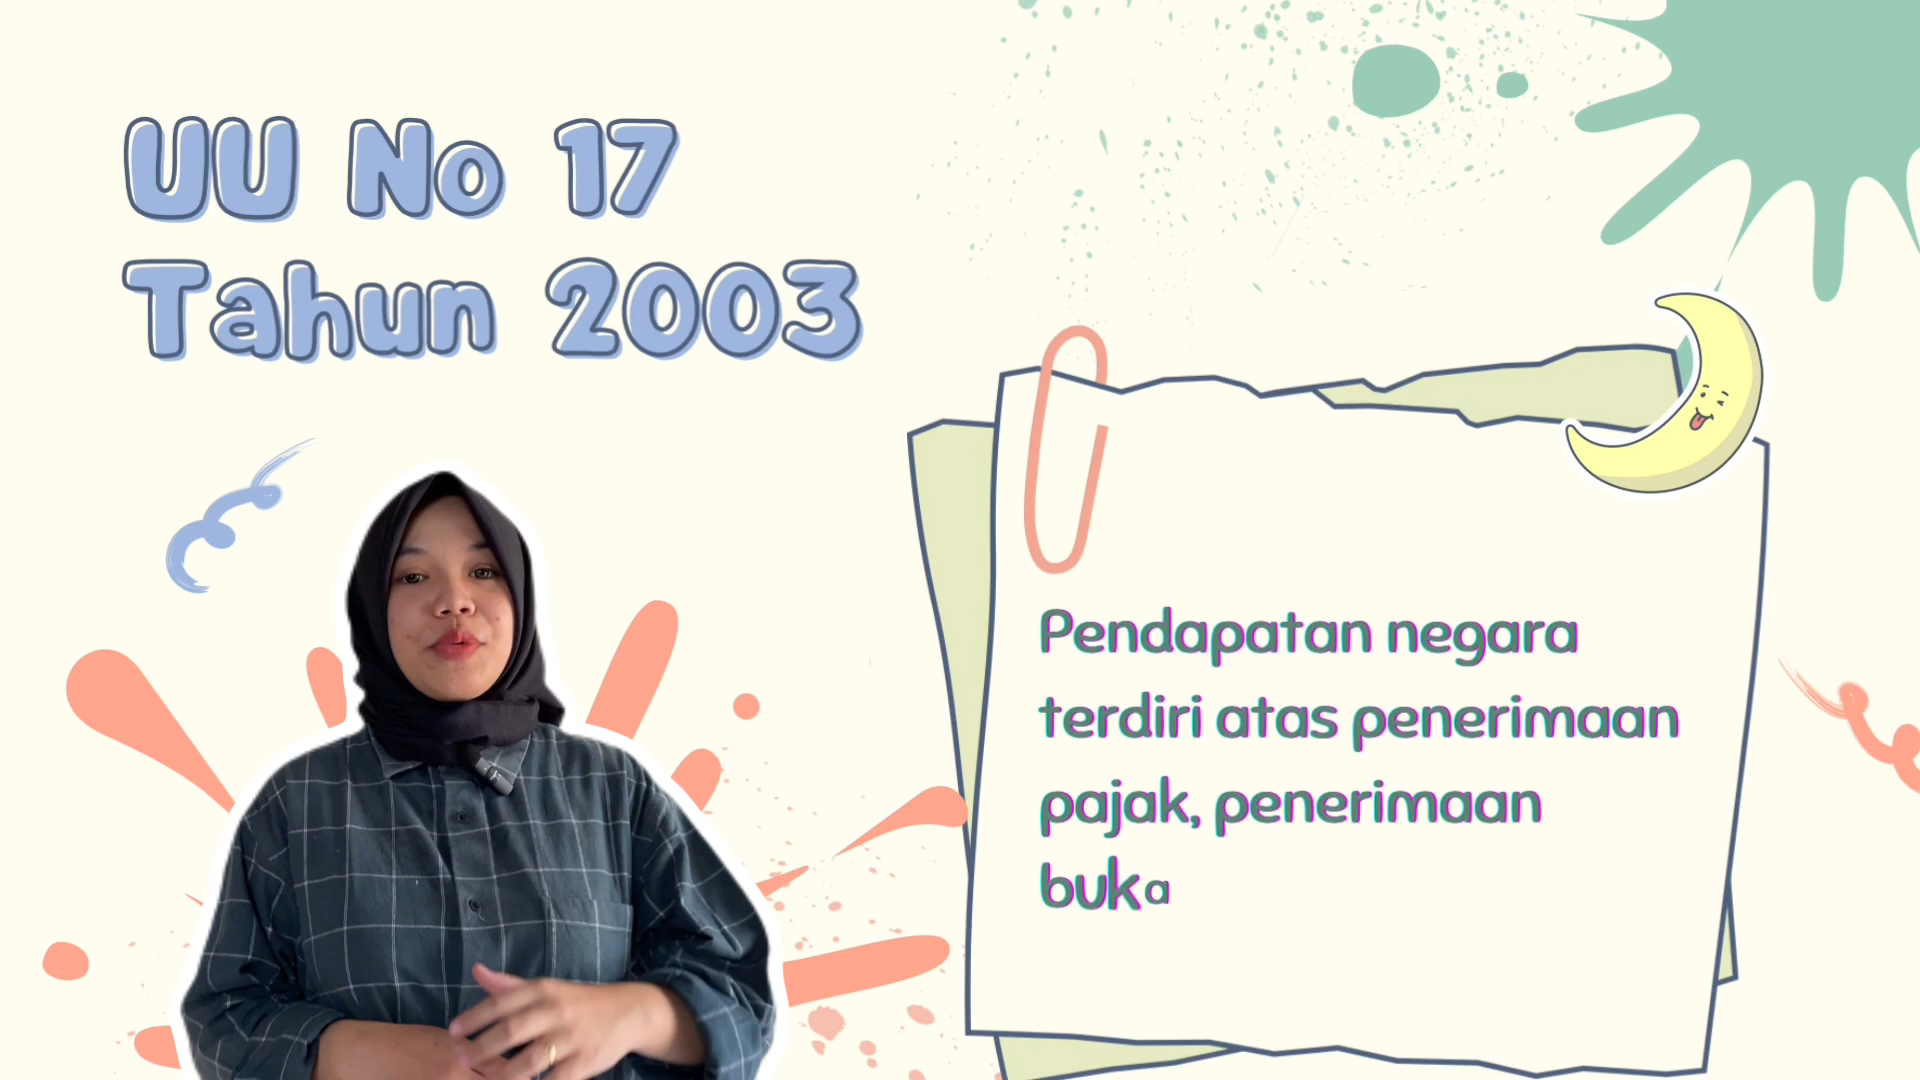 UU No 17
Tahun 2003
Pendapatan negara
terdiri atas penerimaan
pajak, penerimaan
buka